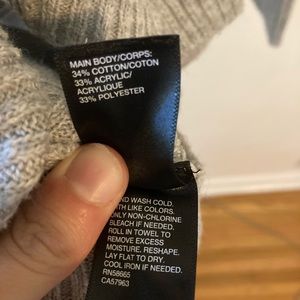 MAIN BODY/CORPS:
34% COTTON/COTON
33% ACRYLIC/
ACRYLIQUE
33% POLYESTER
WASH COLD.
LIKE COLORS.
ONLY NON-CHLORINE
BLEACH IF NEEDED.
ROLL IN TOWEL TO
REMOVE EXCESS
MOISTURE. RESHAPE.
LAY FLAT TO DRY.
COOL IRON IF NEEDED.
RN58665
CA57963